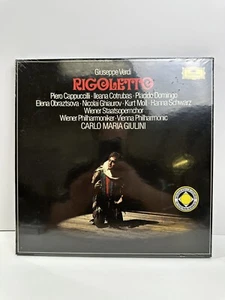 Giuseppe Verdi
RIGOLETTO
Piero Cappuccilli · Ileana Cotrubas · Placido Domingo
Elena Obraztsova · Nicolai Ghiaurov · Kurt Moll · Hanna Schwarz
Wiener Staatsopernchor
Wiener Philharmoniker · Vienna Philharmonic
CARLO MARIA GIULINI